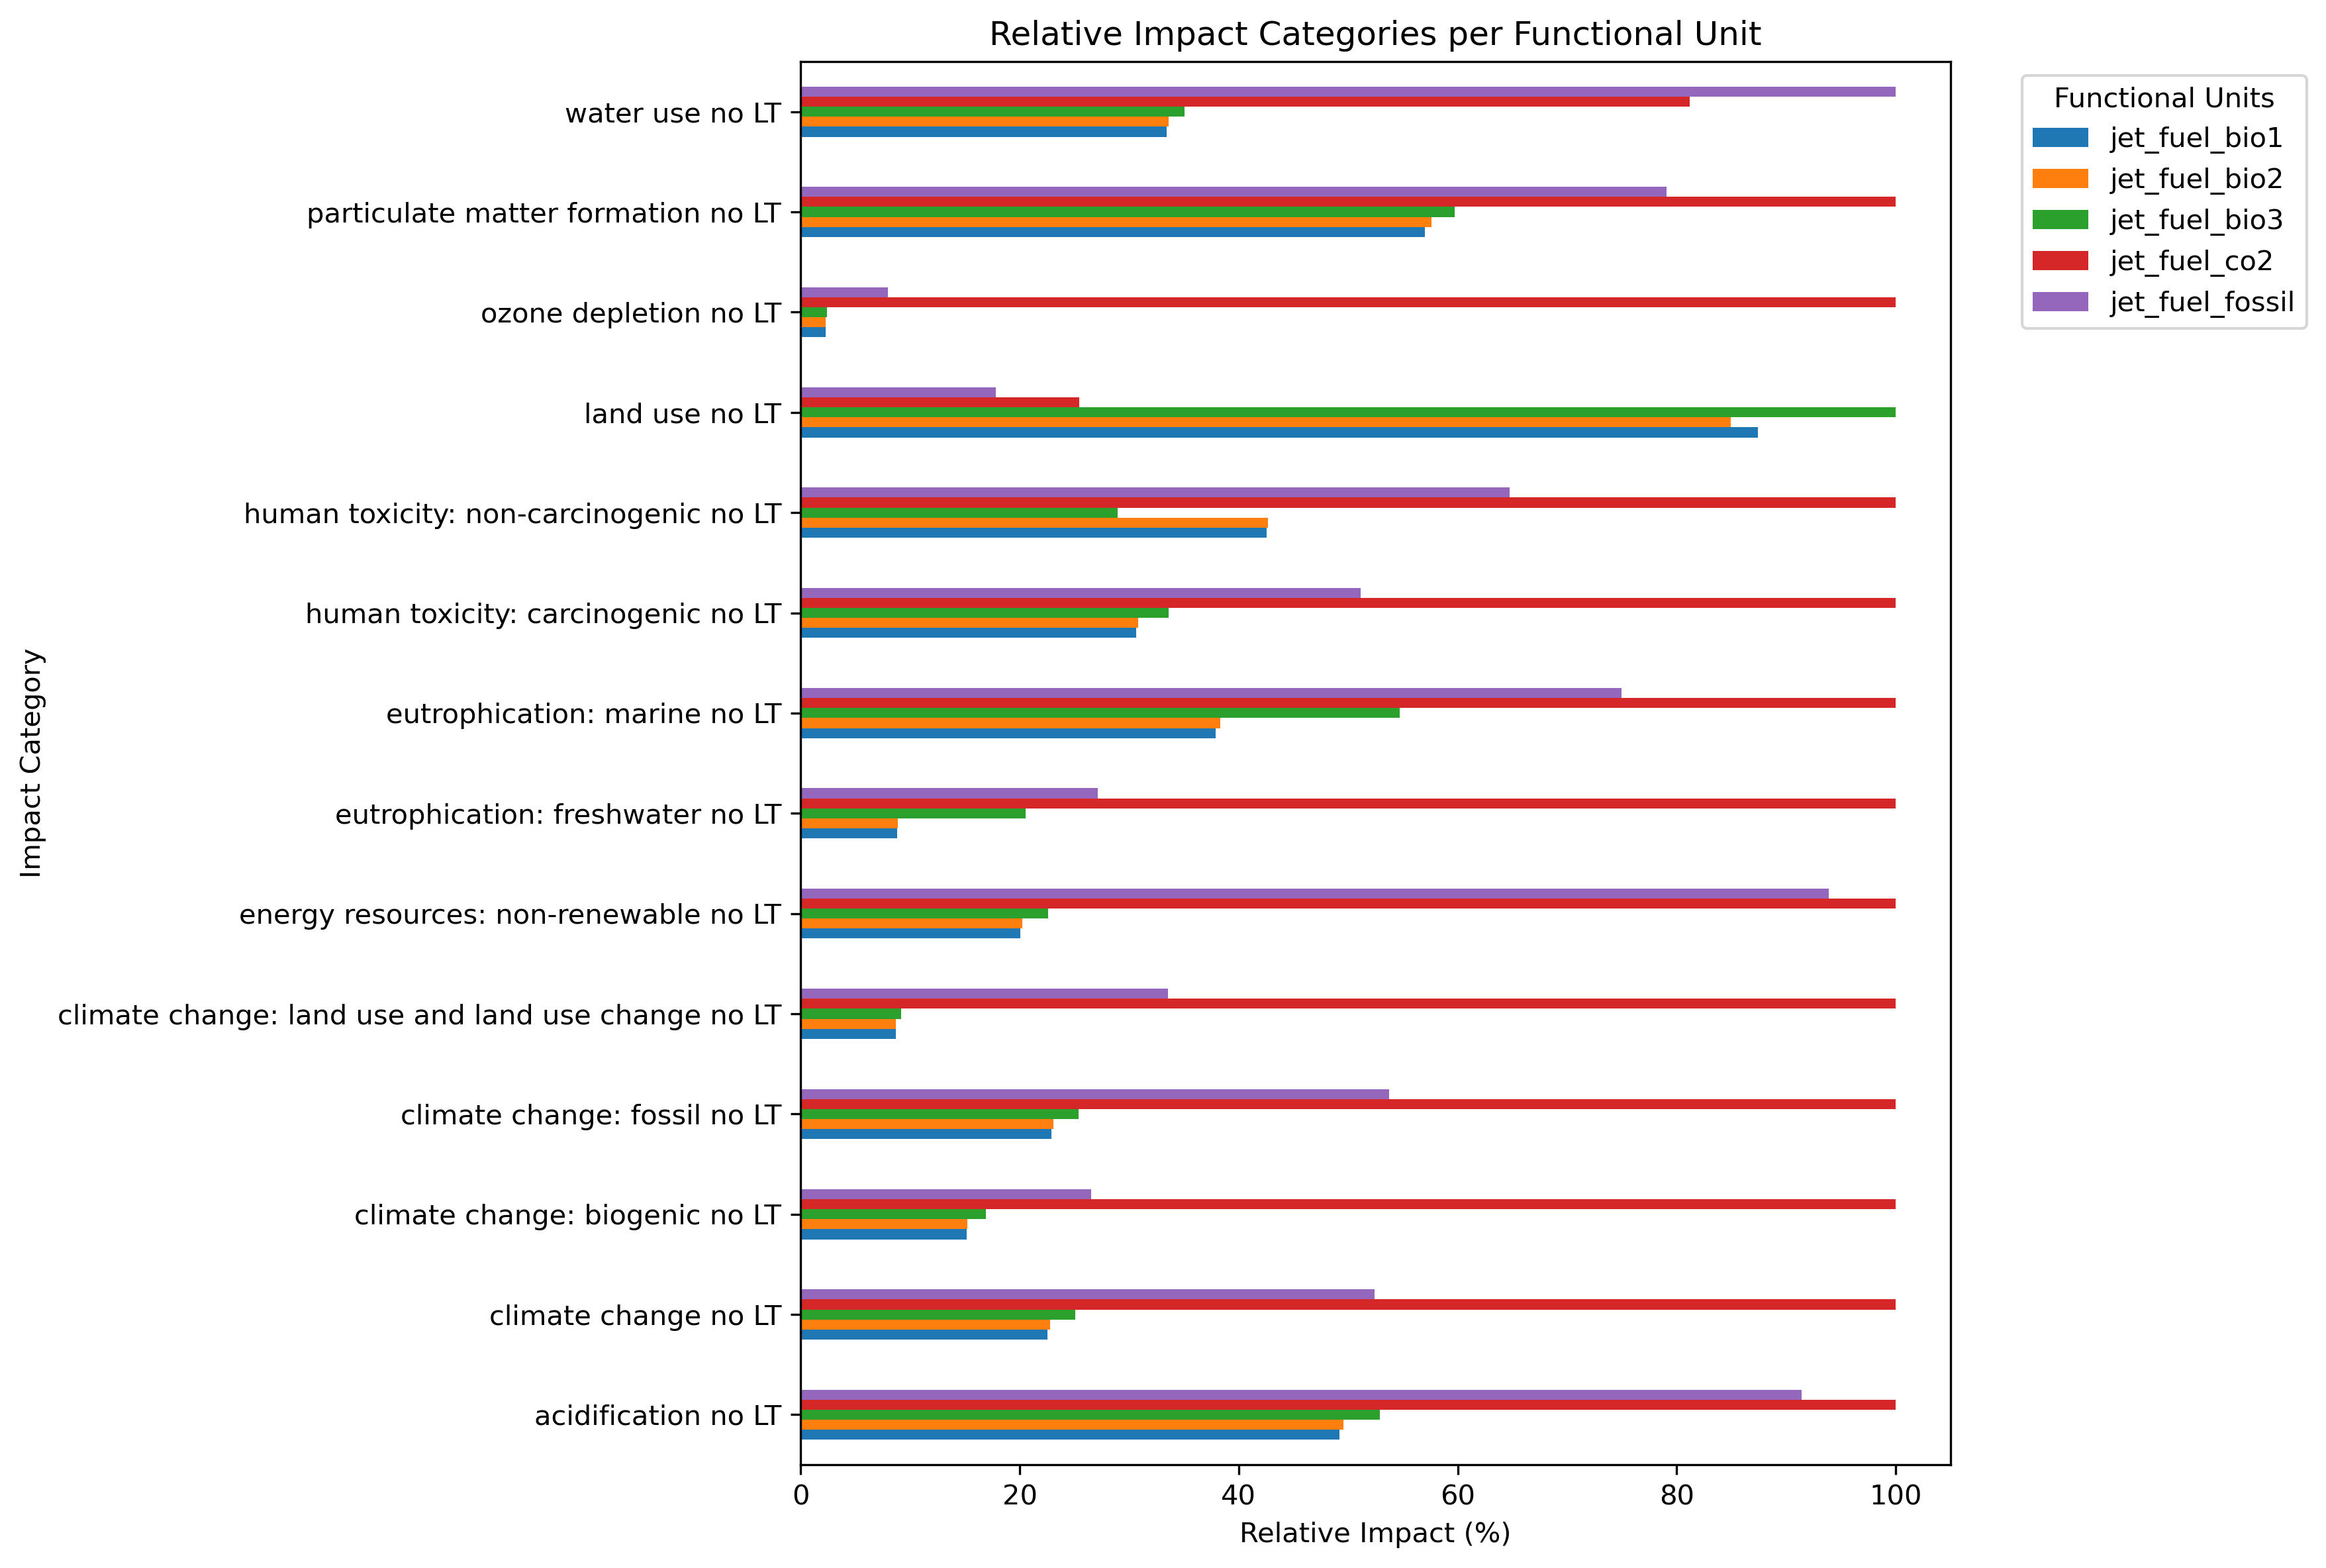 Relative Impact Categories per Functional Unit
water use no LT
particulate matter formation no LT
ozone depletion no LT
land use no LT
human toxicity: non-carcinogenic no LT
human toxicity: carcinogenic no LT
eutrophication: marine no LT
eutrophication: freshwater no LT
energy resources: non-renewable no LT
climate change: land use and land use change no LT
climate change: fossil no LT
climate change: biogenic no LT
climate change no LT
acidification no LT
Impact Category
0 20 40 60 80 100
Relative Impact (%)
Functional Units
jet_fuel_bio1
jet_fuel_bio2
jet_fuel_bio3
jet_fuel_co2
jet_fuel_fossil